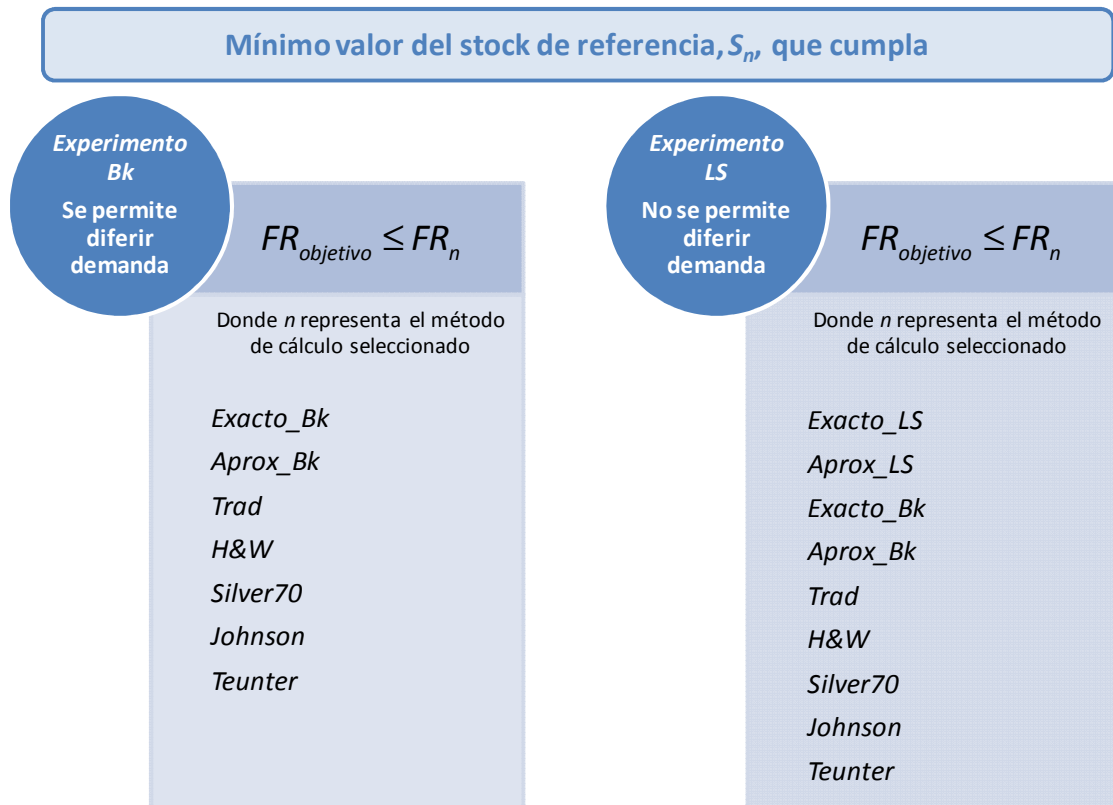 Mínimo valor del stock de referencia, Sn, que cumpla
Experimento
Bk
Se permite
diferir
demanda
FRobjetivo ≤ FRn
Donde n representa el método
de cálculo seleccionado
Exacto_Bk
Aprox_Bk
Trad
H&W
Silver70
Johnson
Teunter
Experimento
LS
No se permite
diferir
demanda
FRobjetivo ≤ FRn
Donde n representa el método
de cálculo seleccionado
Exacto_LS
Aprox_LS
Exacto_Bk
Aprox_Bk
Trad
H&W
Silver70
Johnson
Teunter